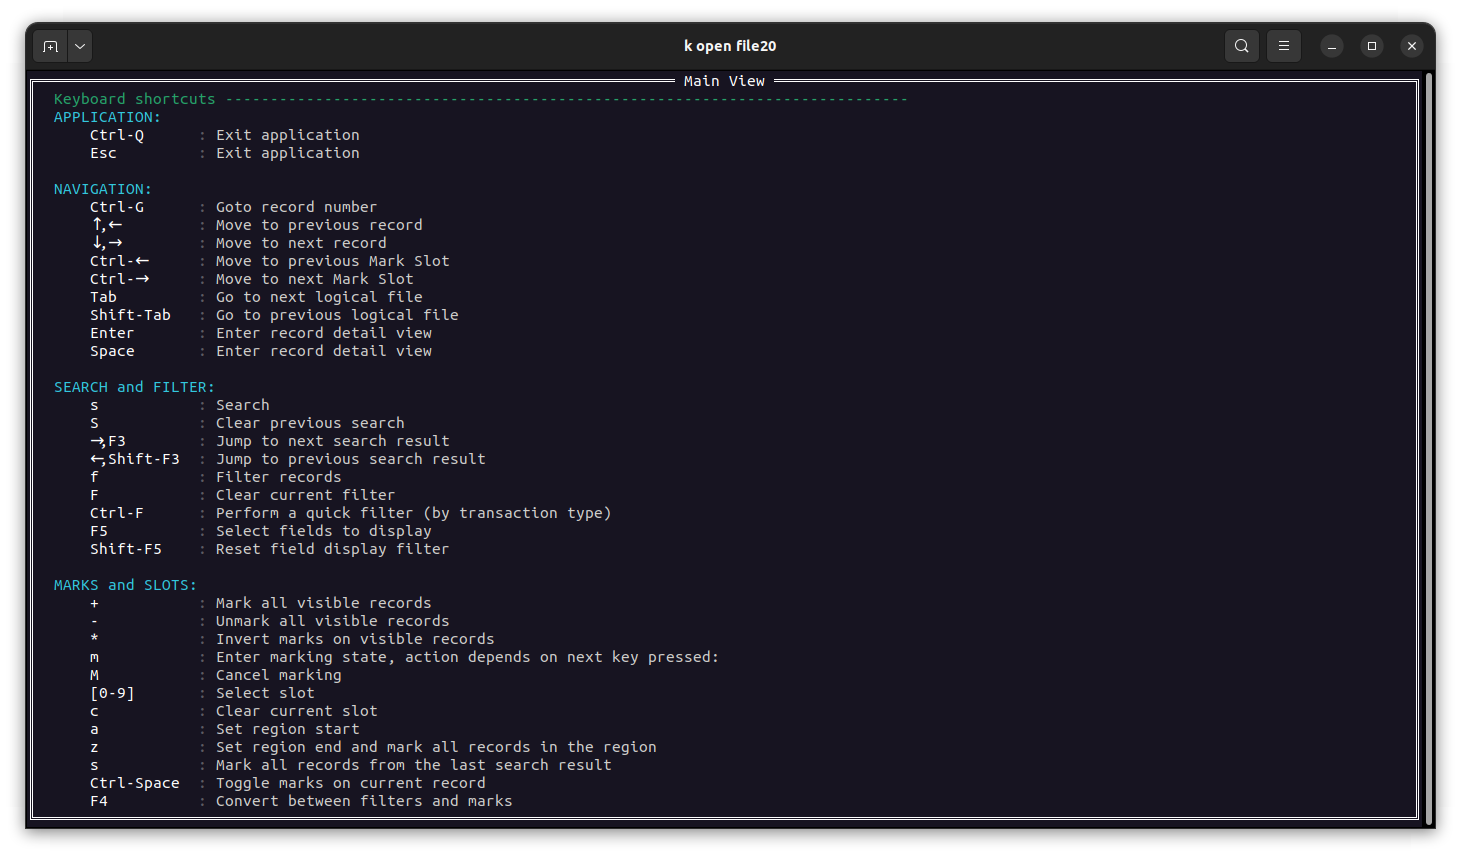 k open file20
Main View
Keyboard shortcuts ----------------------------------------------------------------------------
APPLICATION:
Ctrl-Q : Exit application
Esc : Exit application
NAVIGATION:
Ctrl-G : Goto record number
↑,← : Move to previous record
↓,→ : Move to next record
Ctrl-← : Move to previous Mark Slot
Ctrl-→ : Move to next Mark Slot
Tab : Go to next logical file
Shift-Tab : Go to previous logical file
Enter : Enter record detail view
Space : Enter record detail view
SEARCH and FILTER:
s : Search
S : Clear previous search
→,F3 : Jump to next search result
←,Shift-F3 : Jump to previous search result
f : Filter records
F : Clear current filter
Ctrl-F : Perform a quick filter (by transaction type)
F5 : Select fields to display
Shift-F5 : Reset field display filter
MARKS and SLOTS:
+ : Mark all visible records
- : Unmark all visible records
* : Invert marks on visible records
m : Enter marking state, action depends on next key pressed:
M : Cancel marking
[0-9] : Select slot
c : Clear current slot
a : Set region start
z : Set region end and mark all records in the region
s : Mark all records from the last search result
Ctrl-Space : Toggle marks on current record
F4 : Convert between filters and marks